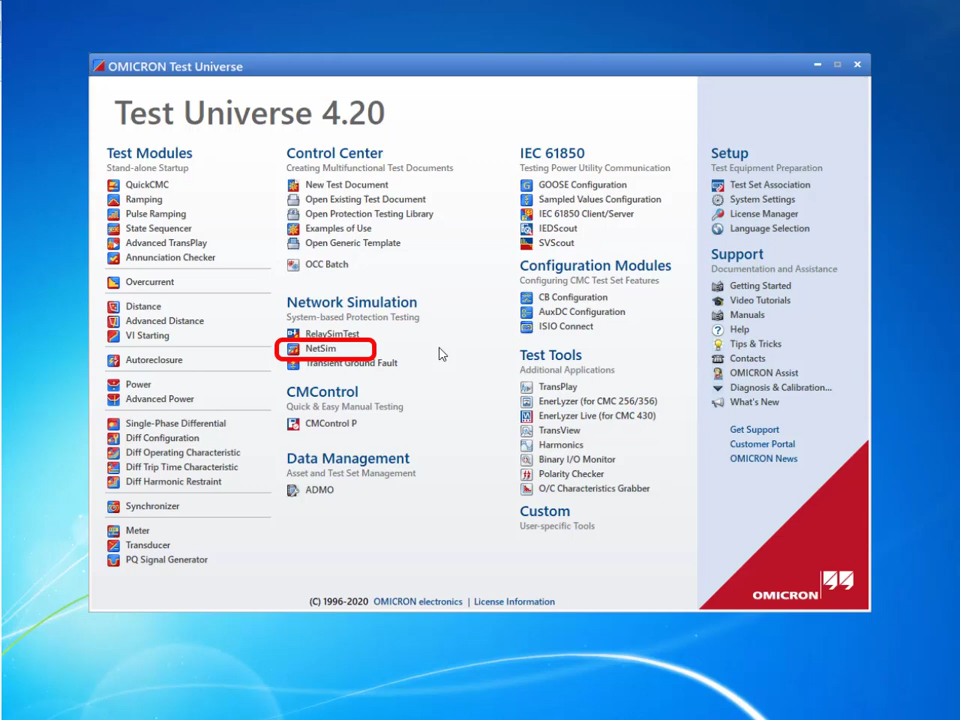 OMICRON Test Universe
Test Universe 4.20
Test Modules
Stand-alone Startup
QuickCMC
Ramping
Pulse Ramping
State Sequencer
Advanced TransPlay
Annunciation Checker
Overcurrent
Distance
Advanced Distance
VI Starting
Autoreclosure
Power
Advanced Power
Single-Phase Differential
Diff Configuration
Diff Operating Characteristic
Diff Trip Time Characteristic
Diff Harmonic Restraint
Synchronizer
Meter
Transducer
PQ Signal Generator
Control Center
Creating Multifunctional Test Documents
New Test Document
Open Existing Test Document
Open Protection Testing Library
Examples of Use
Open Generic Template
OCC Batch
Network Simulation
System-based Protection Testing
RelaySimTest
NetSim
Transient Ground Fault
CMControl
Quick & Easy Manual Testing
CMControl P
Data Management
Asset and Test Set Management
ADMO
IEC 61850
Testing Power Utility Communication
GOOSE Configuration
Sampled Values Configuration
IEC 61850 Client/Server
IEDScout
SVScout
Configuration Modules
Configuring CMC Test Set Features
CB Configuration
AuxDC Configuration
ISIO Connect
Test Tools
Additional Applications
TransPlay
EnerLyzer (for CMC 256/356)
EnerLyzer Live (for CMC 430)
TransView
Harmonics
Binary I/O Monitor
Polarity Checker
O/C Characteristics Grabber
Custom
User-specific Tools
Setup
Test Equipment Preparation
Test Set Association
System Settings
License Manager
Language Selection
Support
Documentation and Assistance
Getting Started
Video Tutorials
Manuals
Help
Tips & Tricks
Contacts
OMICRON Assist
Diagnosis & Calibration...
What's New
Get Support
Customer Portal
OMICRON News
OMICRON
(C) 1996-2020 OMICRON electronics | License Information